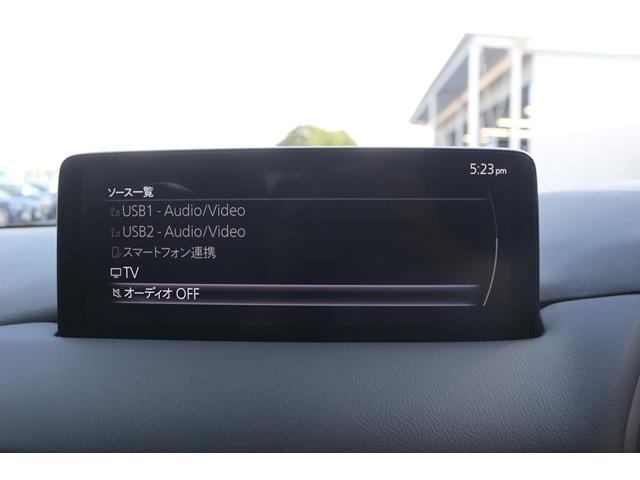 5:23pm
ソース一覧
USB1 - Audio/Video
USB2 - Audio/Video
スマートフォン連携
TV
オーディオ OFF